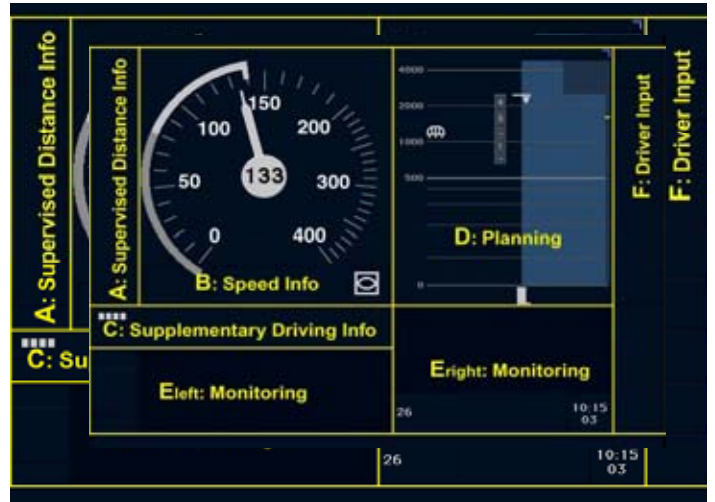 A: Supervised Distance Info
A: Supervised Distance Info
0
50
100
150
200
300
400
133
B: Speed Info
4000
2000
1000
500
0
D: Planning
F: Driver Input
F: Driver Input
C: Su
C: Supplementary Driving Info
Eleft: Monitoring
Eright: Monitoring
26
10:15
03
26
10:15
03